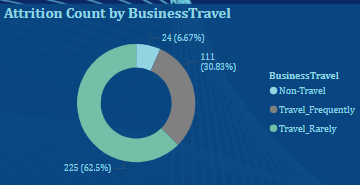 Attrition Count by BusinessTravel
24 (6.67%)
111
(30.83%)
225 (62.5%)
BusinessTravel
Non-Travel
Travel_Frequently
Travel_Rarely